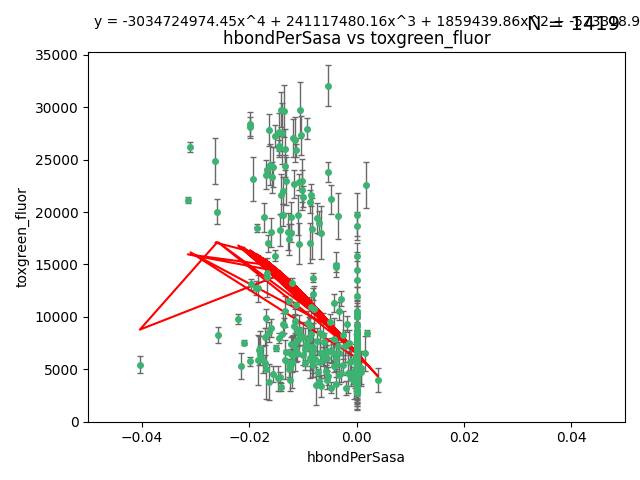 y = -3034724974.45x^4 + 241117480.16x^3 + 1859439.86x^2 +
N = 1419
hbondPerSasa vs toxgreen_fluor
35000
30000
25000
20000
15000
10000
5000
0
toxgreen_fluor
−0.04 −0.02 0.00 0.02 0.04
hbondPerSasa